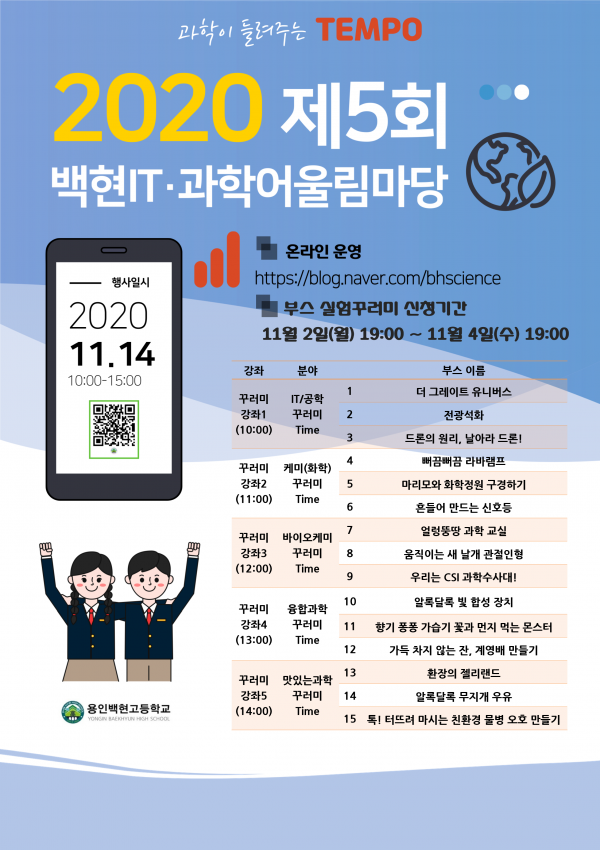 과학이 들려주는 TEMPO
2020 제5회
백현IT·과학어울림마당
온라인 운영
https://blog.naver.com/bhscience
부스 실험꾸러미 신청기간
11월 2일(월) 19:00 ~ 11월 4일(수) 19:00
행사일시
2020
11.14
10:00-15:00
강좌 분야 부스 이름
꾸러미 강좌1 (10:00) IT/공학 꾸러미 Time
1 더 그레이트 유니버스
2 전광석화
3 드론의 원리, 날아라 드론!
꾸러미 강좌2 (11:00) 케미(화학) 꾸러미 Time
4 뻐끔뻐끔 라바램프
5 마리모와 화학정원 구경하기
6 흔들어 만드는 신호등
꾸러미 강좌3 (12:00) 바이오케미 꾸러미 Time
7 얼렁뚱땅 과학 교실
8 움직이는 새 날개 관절인형
9 우리는 CSI 과학수사대!
꾸러미 강좌4 (13:00) 융합과학 꾸러미 Time
10 알록달록 빛 합성 장치
11 향기 퐁퐁 가습기 꽃과 먼지 먹는 몬스터
12 가득 차지 않는 잔, 계영배 만들기
꾸러미 강좌5 (14:00) 맛있는과학 꾸러미 Time
13 환장의 젤리랜드
14 알록달록 무지개 우유
15 톡! 터뜨려 마시는 친환경 물병 오호 만들기
용인백현고등학교
YONGIN BAEKHYUN HIGH SCHOOL